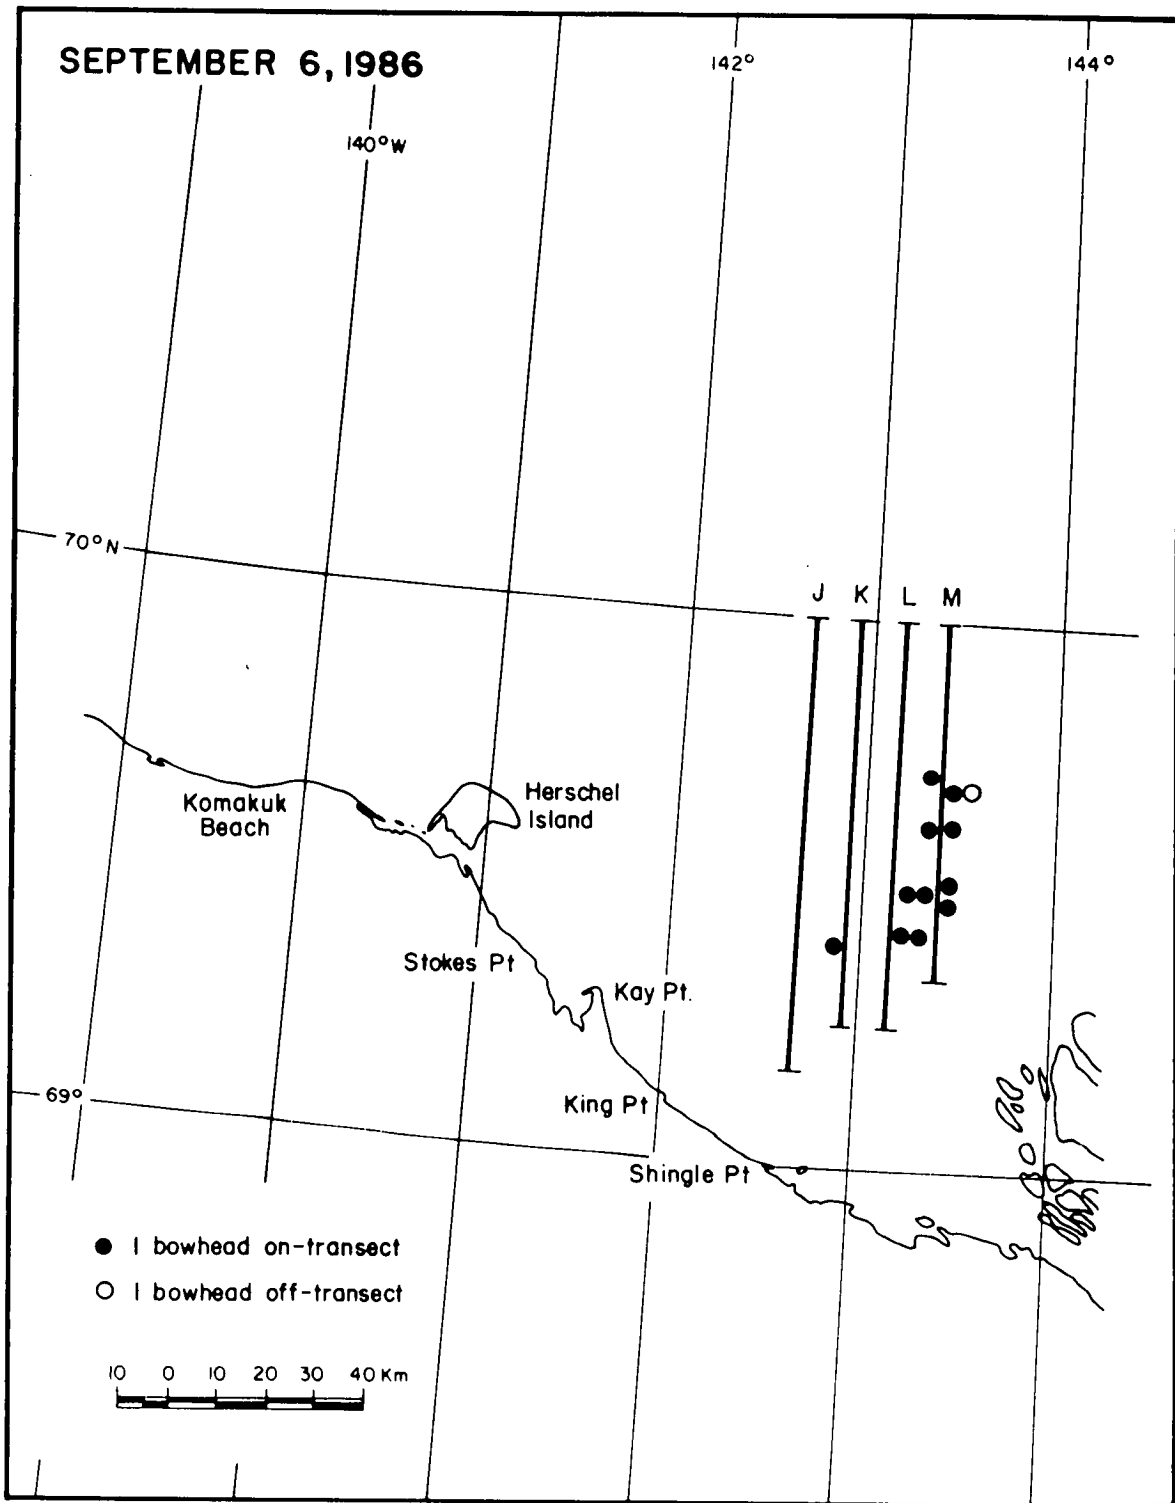 SEPTEMBER 6, 1986
142°
144°
140°W
70°N
J K L M
Herschel
Island
Komakuk
Beach
Stokes Pt
Kay Pt.
69°
King Pt
Shingle Pt
1 bowhead on-transect
1 bowhead off-transect
10 0 10 20 30 40 Km